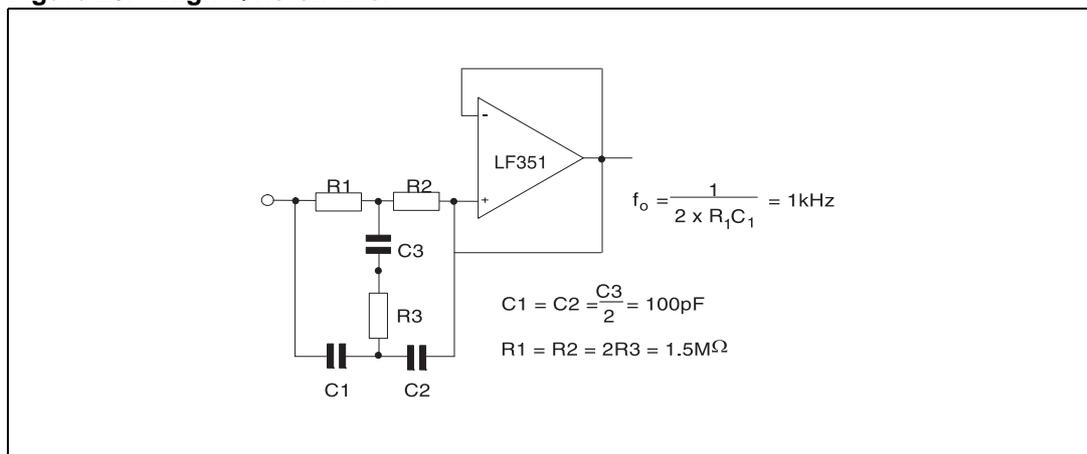 -
LF351
R1
R2
+
fo = 1 / 2 x R1C1 = 1kHz
C3
C1 = C2 = C3 / 2 = 100pF
R3
R1 = R2 = 2R3 = 1.5MΩ
C1
C2